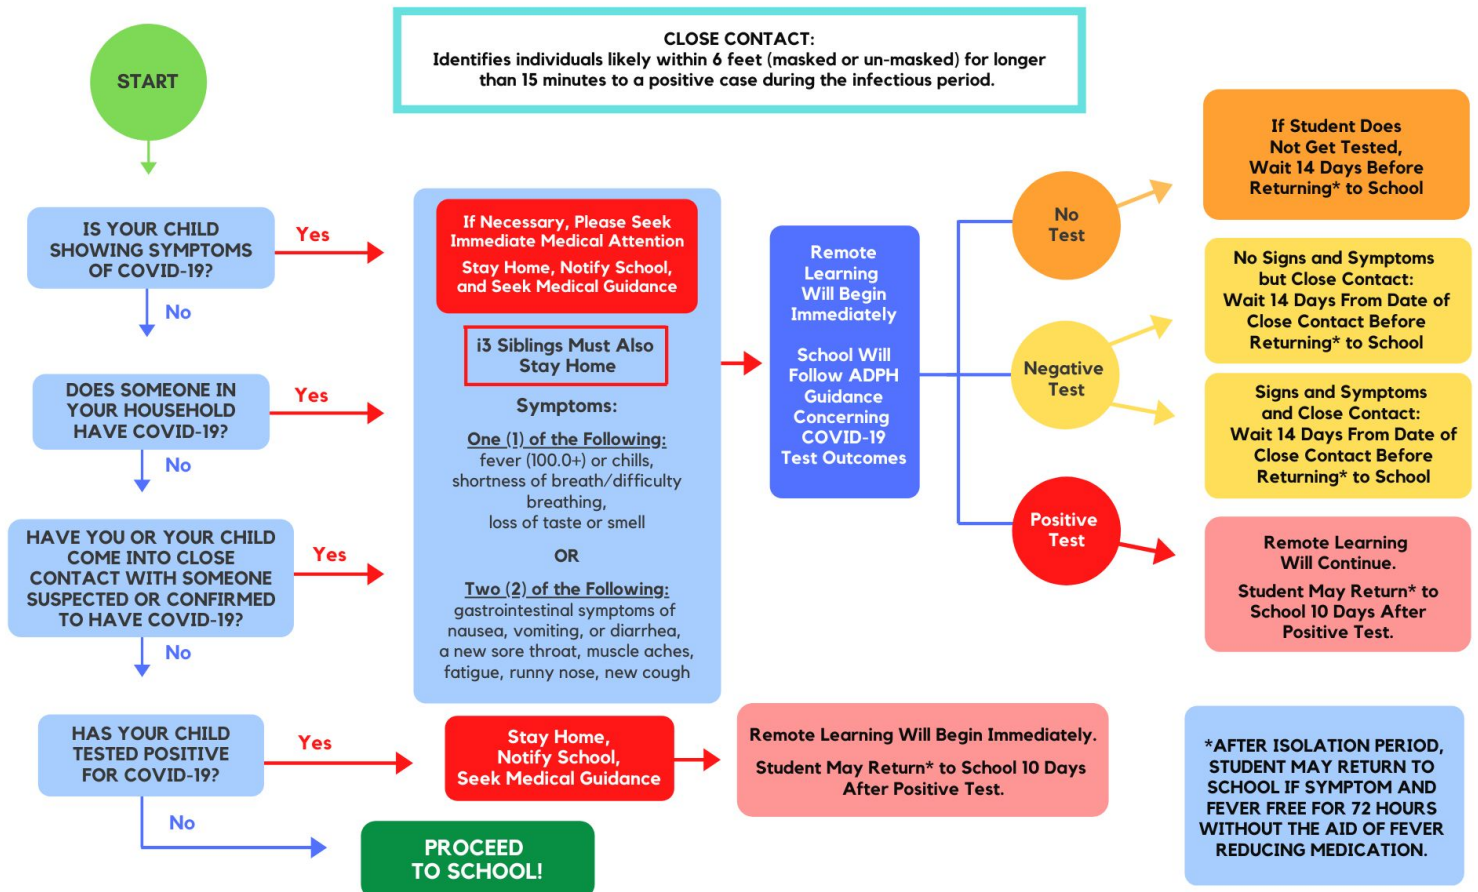 START
CLOSE CONTACT:
Identifies individuals likely within 6 feet (masked or un-masked) for longer
than 15 minutes to a positive case during the infectious period.
IS YOUR CHILD
SHOWING SYMPTOMS
OF COVID-19?
Yes
No
DOES SOMEONE IN
YOUR HOUSEHOLD
HAVE COVID-19?
Yes
No
HAVE YOU OR YOUR CHILD
COME INTO CLOSE
CONTACT WITH SOMEONE
SUSPECTED OR CONFIRMED
TO HAVE COVID-19?
Yes
No
HAS YOUR CHILD
TESTED POSITIVE
FOR COVID-19?
Yes
No
If Necessary, Please Seek
Immediate Medical Attention
Stay Home, Notify School,
and Seek Medical Guidance
i3 Siblings Must Also
Stay Home
Symptoms:
One (1) of the Following:
fever (100.0+) or chills,
shortness of breath/difficulty
breathing,
loss of taste or smell
OR
Two (2) of the Following:
gastrointestinal symptoms of
nausea, vomiting, or diarrhea,
a new sore throat, muscle aches,
fatigue, runny nose, new cough
Stay Home,
Notify School,
Seek Medical Guidance
PROCEED
TO SCHOOL!
Remote
Learning
Will Begin
Immediately
School Will
Follow ADPH
Guidance
Concerning
COVID-19
Test Outcomes
Remote Learning Will Begin Immediately.
Student May Return* to School 10 Days
After Positive Test.
No
Test
Negative
Test
Positive
Test
If Student Does
Not Get Tested,
Wait 14 Days Before
Returning* to School
No Signs and Symptoms
but Close Contact:
Wait 14 Days From Date of
Close Contact Before
Returning* to School
Signs and Symptoms
and Close Contact:
Wait 14 Days From Date of
Close Contact Before
Returning* to School
Remote Learning
Will Continue.
Student May Return* to
School 10 Days After
Positive Test.
*AFTER ISOLATION PERIOD,
STUDENT MAY RETURN TO
SCHOOL IF SYMPTOM AND
FEVER FREE FOR 72 HOURS
WITHOUT THE AID OF FEVER
REDUCING MEDICATION.